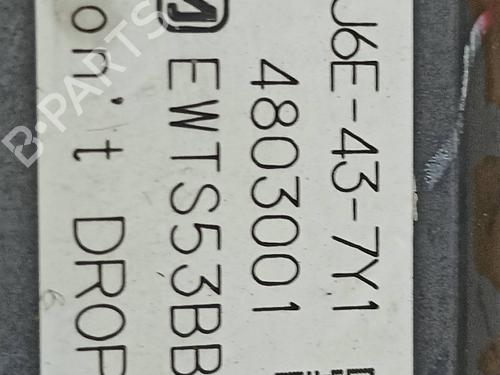 J6E-43-7Y1
4803001
EWTS53BB
on't DROP
B-PARTS